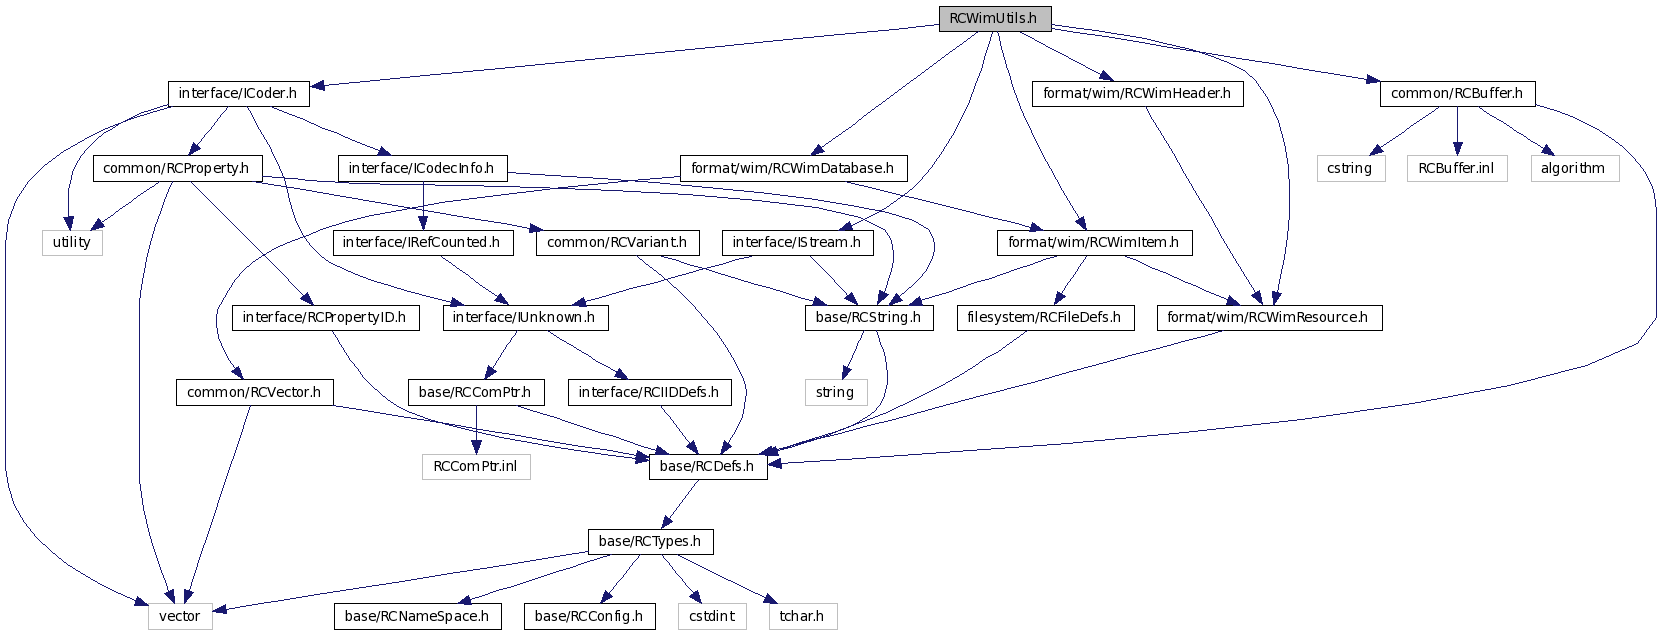 RCWimUtils.h
interface/ICoder.h
format/wim/RCWimHeader.h
common/RCBuffer.h
common/RCProperty.h
interface/ICodecInfo.h
format/wim/RCWimDatabase.h
cstring
RCBuffer.inl
algorithm
utility
interface/IRefCounted.h
common/RCVariant.h
interface/IStream.h
format/wim/RCWimItem.h
interface/RCPropertyID.h
interface/IUnknown.h
base/RCString.h
filesystem/RCFileDefs.h
format/wim/RCWimResource.h
common/RCVector.h
base/RCComPtr.h
interface/RCIIDDefs.h
string
RCComPtr.inl
base/RCDefs.h
base/RCTypes.h
vector
base/RCNameSpace.h
base/RCConfig.h
cstdint
tchar.h